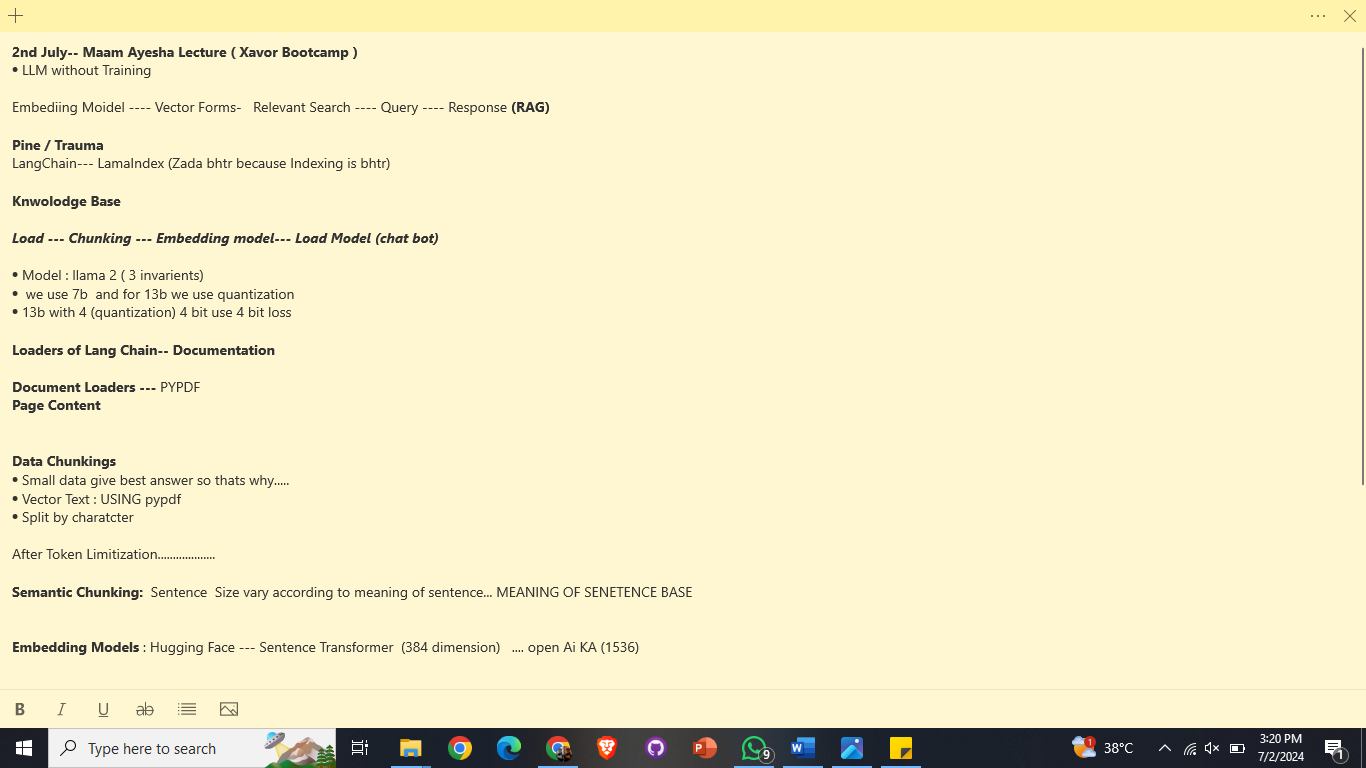 2nd July-- Maam Ayesha Lecture ( Xavor Bootcamp )
• LLM without Training
Embediing Moidel ---- Vector Forms-   Relevant Search ---- Query ---- Response (RAG)
Pine / Trauma
LangChain--- LamaIndex (Zada bhtr because Indexing is bhtr)
Knwolodge Base
Load --- Chunking --- Embedding model--- Load Model (chat bot)
• Model : llama 2 ( 3 invarients)
•  we use 7b  and for 13b we use quantization
• 13b with 4 (quantization) 4 bit use 4 bit loss
Loaders of Lang Chain-- Documentation
Document Loaders --- PYPDF
Page Content
Data Chunkings
• Small data give best answer so thats why.....
• Vector Text : USING pypdf
• Split by charatcter
After Token Limitization...................
Semantic Chunking:  Sentence  Size vary according to meaning of sentence... MEANING OF SENETENCE BASE
Embedding Models : Hugging Face --- Sentence Transformer  (384 dimension)   .... open Ai KA (1536)
B I U ab
Type here to search
9
1
38°C
3:20 PM
7/2/2024
1